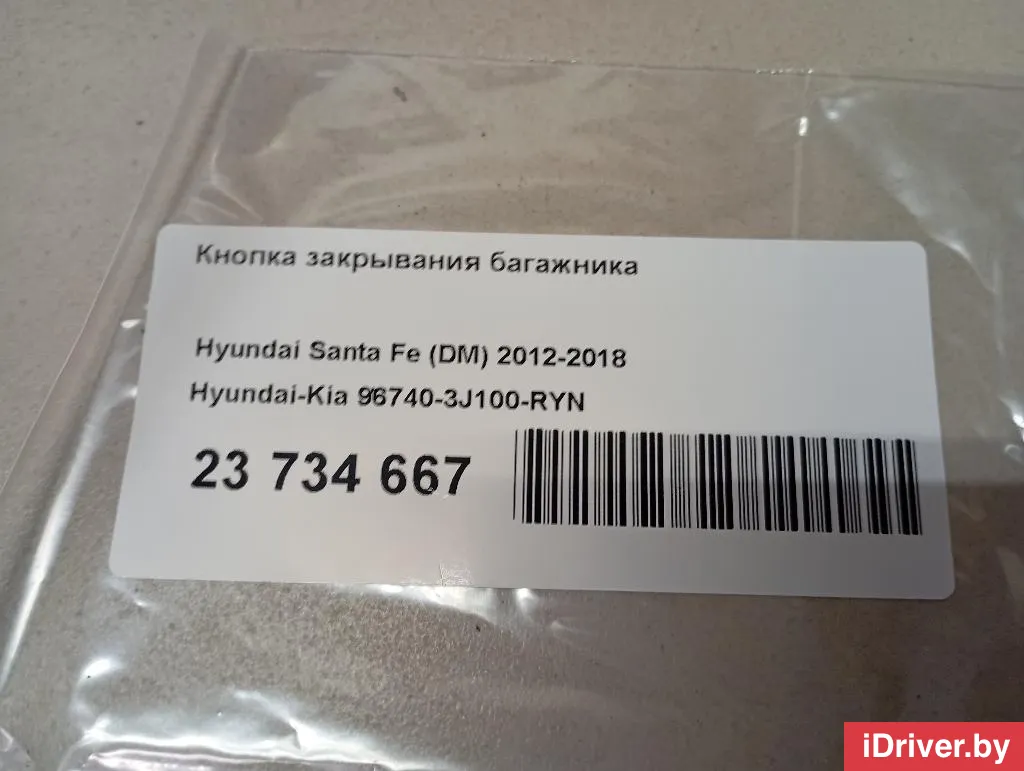 Кнопка закрывания багажника
Hyundai Santa Fe (DM) 2012-2018
Hyundai-Kia 96740-3J100-RYN
23 734 667
iDriver.by